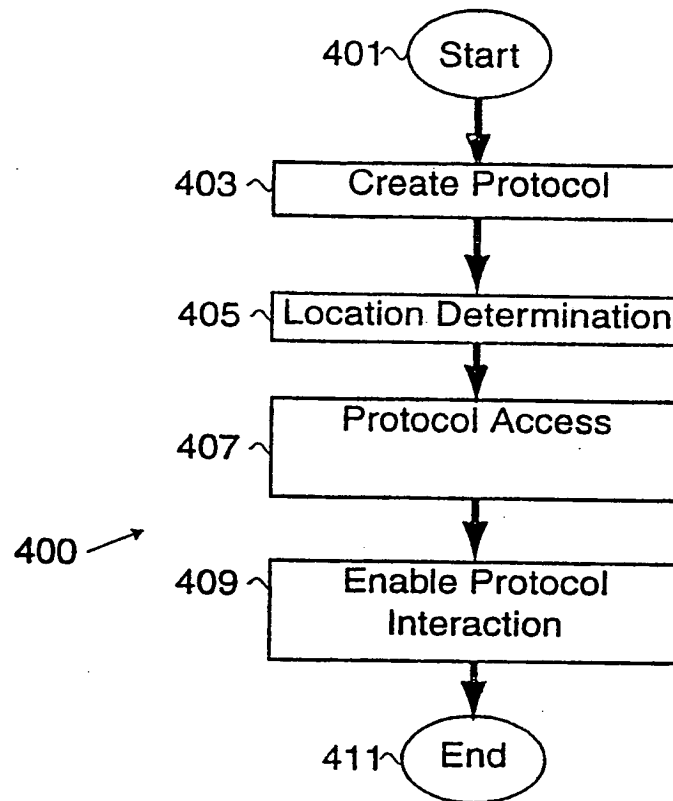 401 Start
403 Create Protocol
405 Location Determination
407 Protocol Access
400
409 Enable Protocol
Interaction
411 End